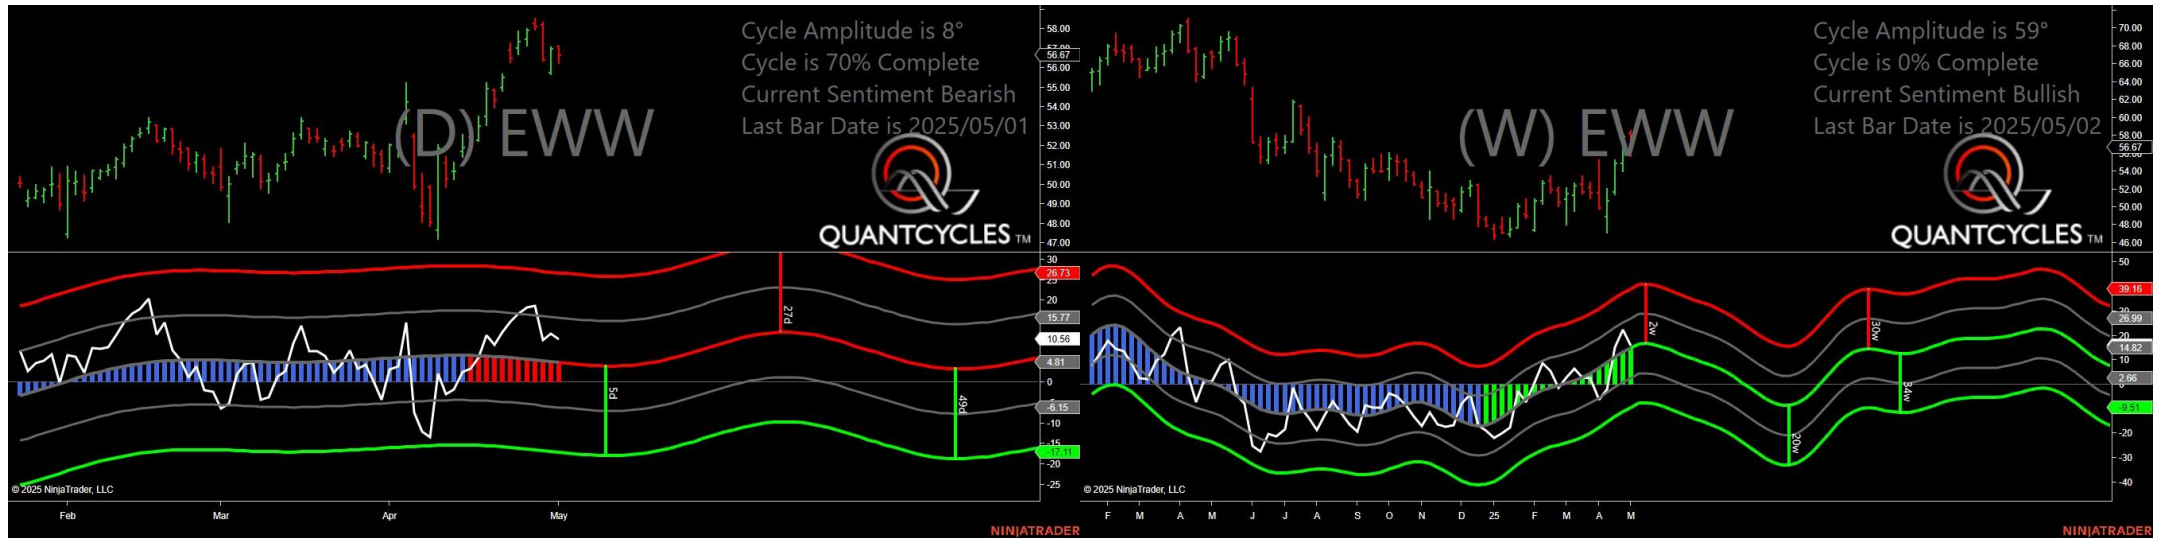 Cycle Amplitude is 8°
Cycle is 70% Complete
Current Sentiment Bearish
Last Bar Date is 2025/05/01
(D) EWW
QUANTCYCLES TM
58.00
56.67
56.00
55.00
54.00
53.00
52.00
51.00
50.00
49.00
48.00
47.00
30
26.73
25
20
15.77
10.56
4.81
0
-6.15
-10
-15
-17.11
-20
-25
5d
27d
49d
© 2025 NinjaTrader, LLC
Feb Mar Apr May
NINJATRADER
Cycle Amplitude is 59°
Cycle is 0% Complete
Current Sentiment Bullish
Last Bar Date is 2025/05/02
(W) EWW
QUANTCYCLES TM
70.00
68.00
66.00
64.00
62.00
60.00
58.00
56.67
54.00
52.00
50.00
48.00
46.00
50
39.16
26.99
20
14.82
10
2.66
-9.51
-20
-30
-40
2w
20w
30w
34w
© 2025 NinjaTrader, LLC
F M A M J J A S O N D 25 F M A M
NINJATRADER